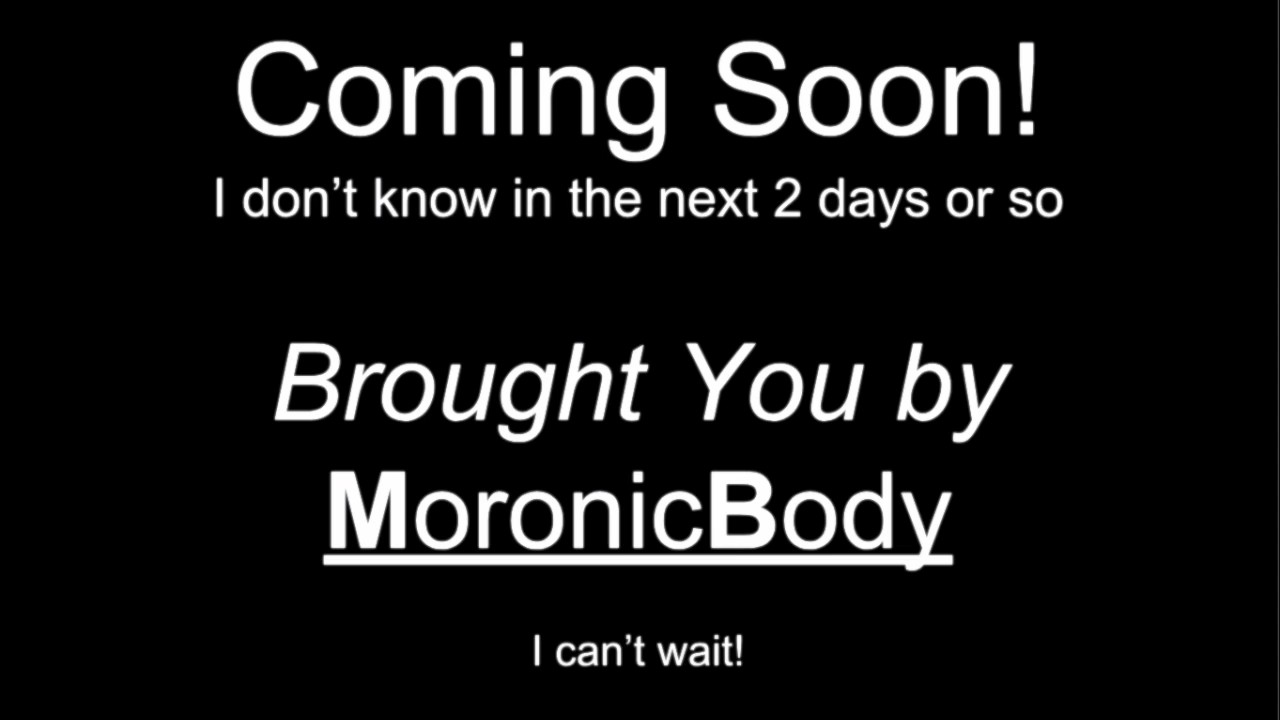 Coming Soon!
I don’t know in the next 2 days or so
Brought You by
MoronicBody
I can’t wait!